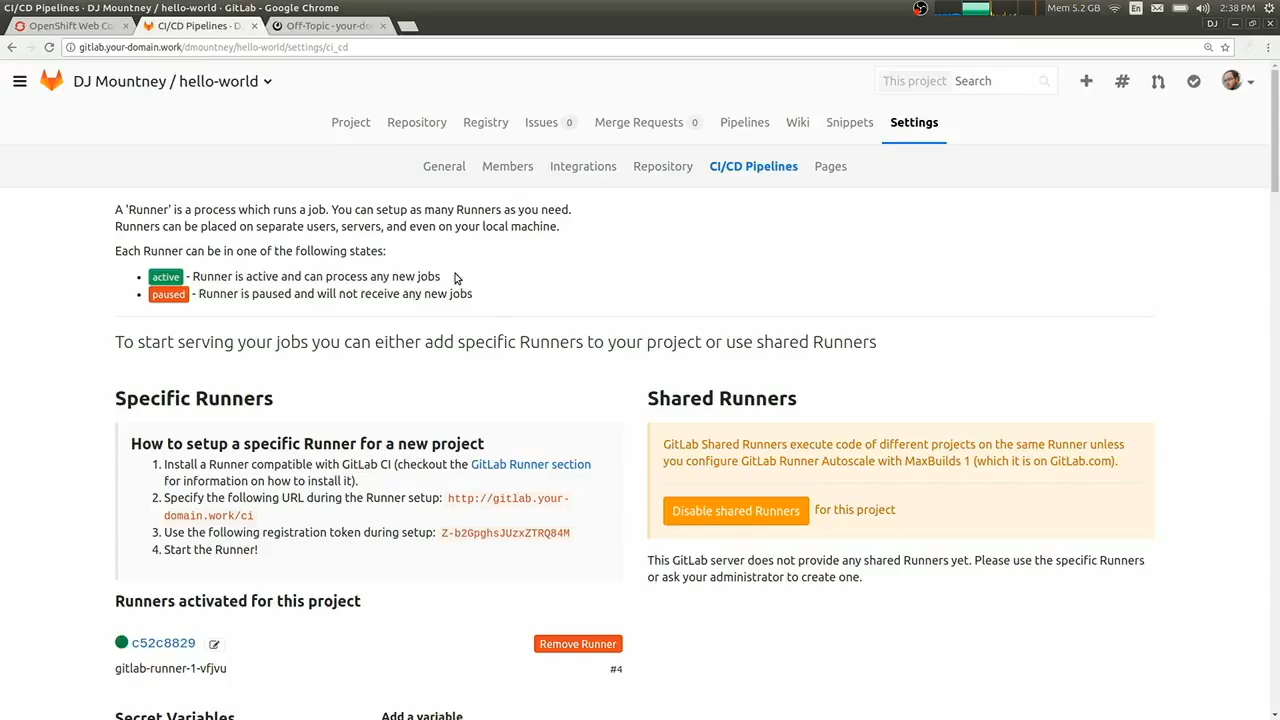 CI/CD Pipelines · DJ Mountney / hello-world · GitLab - Google Chrome
Mem 5.2 GB
En
2:38 PM
OpenShift Web Co
CI/CD Pipelines · D
Off-Topic - your-do
DJ
gitlab.your-domain.work/dmountney/hello-world/settings/ci_cd
DJ Mountney / hello-world
This project
Search
Project
Repository
Registry
Issues 0
Merge Requests 0
Pipelines
Wiki
Snippets
Settings
General
Members
Integrations
Repository
CI/CD Pipelines
Pages
A 'Runner' is a process which runs a job. You can setup as many Runners as you need.
Runners can be placed on separate users, servers, and even on your local machine.
Each Runner can be in one of the following states:
• active - Runner is active and can process any new jobs
• paused - Runner is paused and will not receive any new jobs
To start serving your jobs you can either add specific Runners to your project or use shared Runners
Specific Runners
How to setup a specific Runner for a new project
1. Install a Runner compatible with GitLab CI (checkout the GitLab Runner section
for information on how to install it).
2. Specify the following URL during the Runner setup: http://gitlab.your-
domain.work/ci
3. Use the following registration token during setup: Z-b2GpghsJUzxZTRQ84M
4. Start the Runner!
Runners activated for this project
c52c8829
Remove Runner
gitlab-runner-1-vfjvu
#4
Shared Runners
GitLab Shared Runners execute code of different projects on the same Runner unless
you configure GitLab Runner Autoscale with MaxBuilds 1 (which it is on GitLab.com).
Disable shared Runners for this project
This GitLab server does not provide any shared Runners yet. Please use the specific Runners
or ask your administrator to create one.
Secret Variables
Add a variable